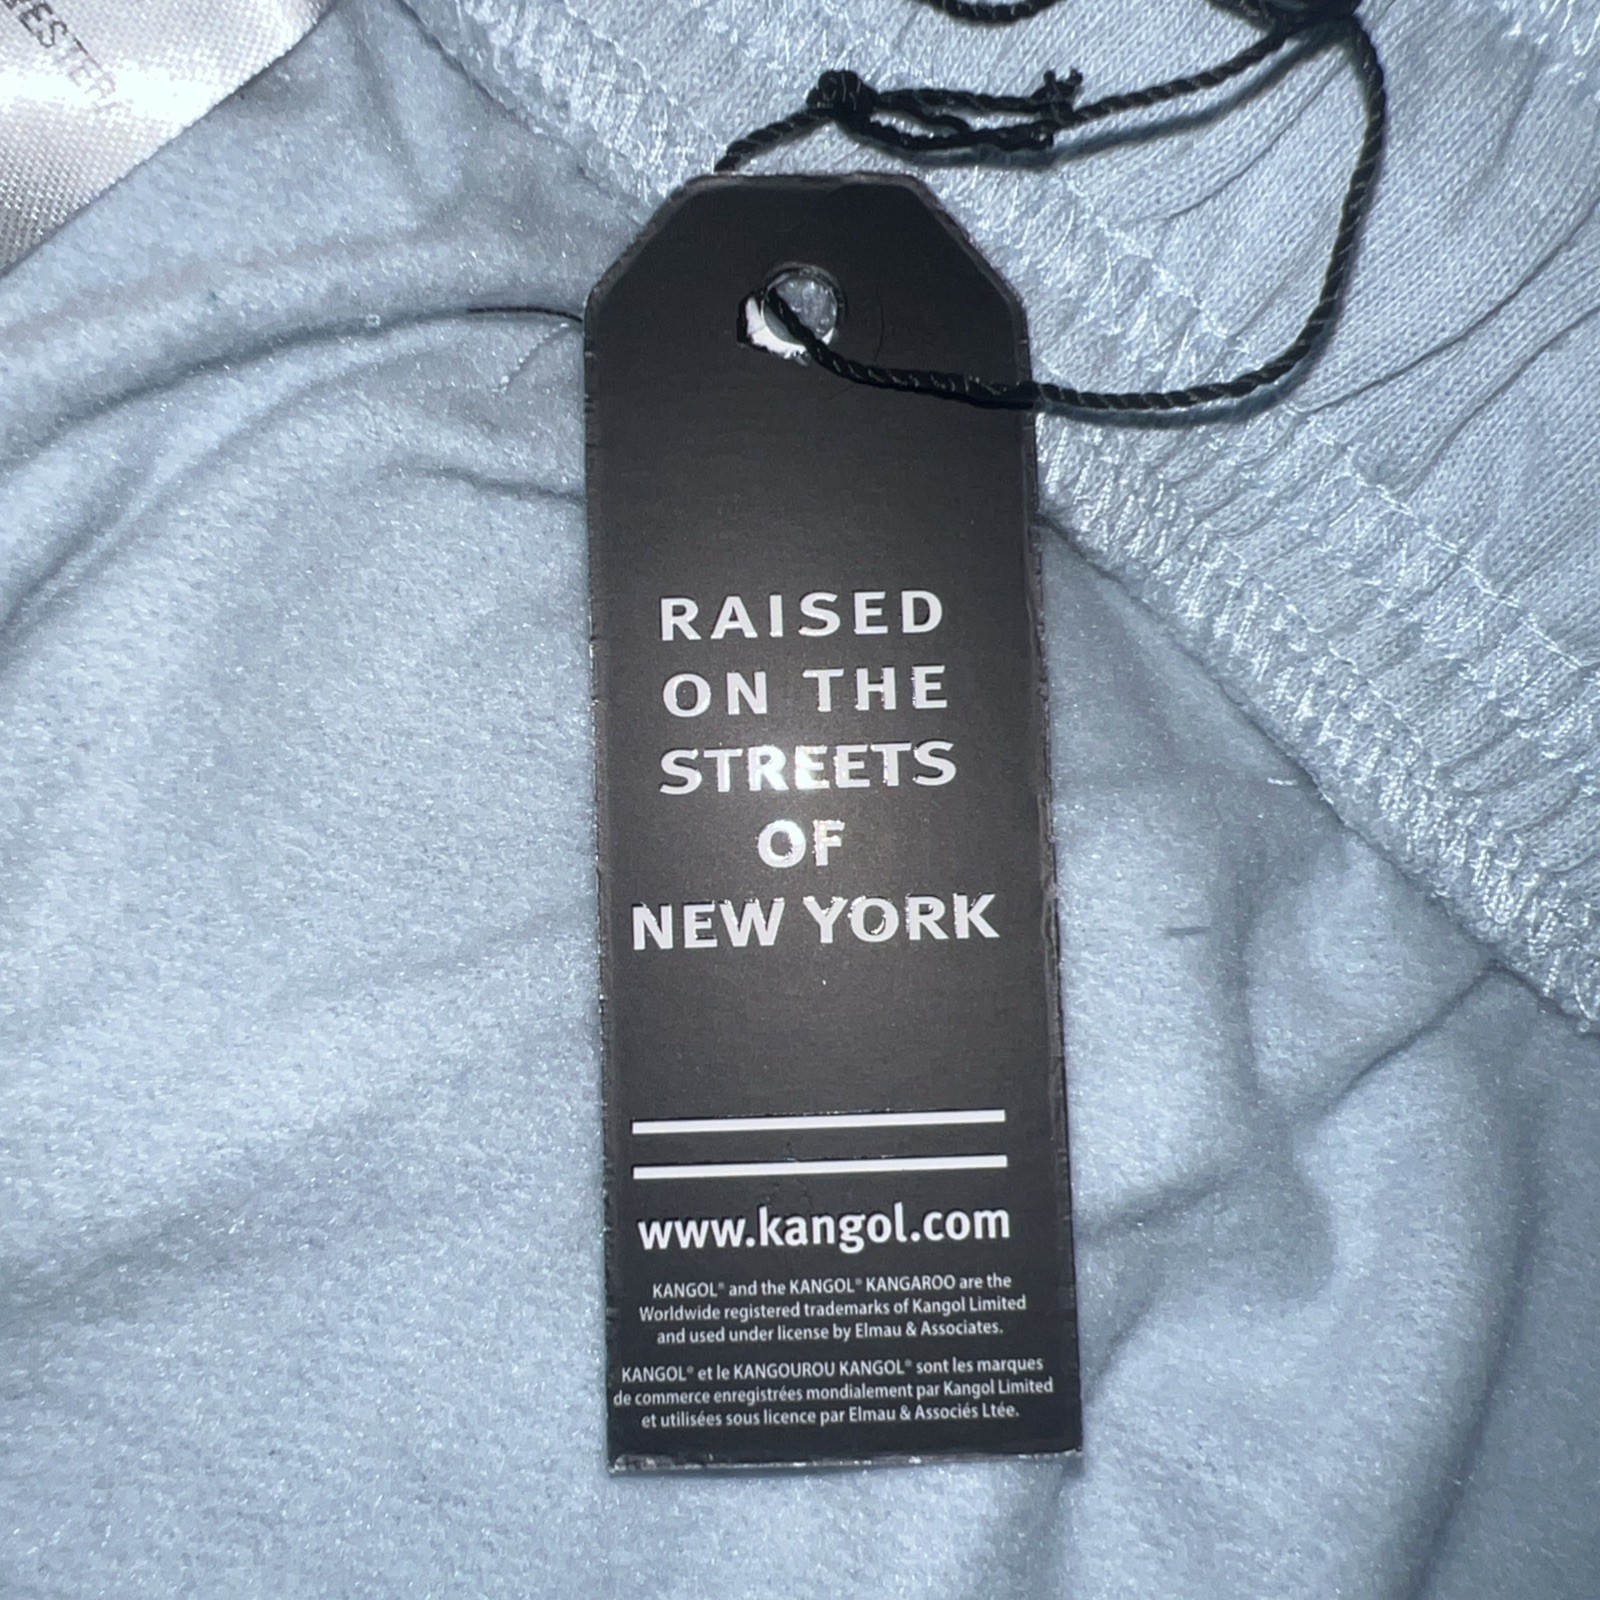 RAISED
ON THE
STREETS
OF
NEW YORK
www.kangol.com
KANGOL® and the KANGOL® KANGAROO are the
Worldwide registered trademarks of Kangol Limited
and used under license by Elmau & Associates.
KANGOL® et le KANGOUROU KANGOL® sont les marques
de commerce enregistrées mondialement par Kangol Limited
et utilisées sous licence par Elmau & Associés Ltée.